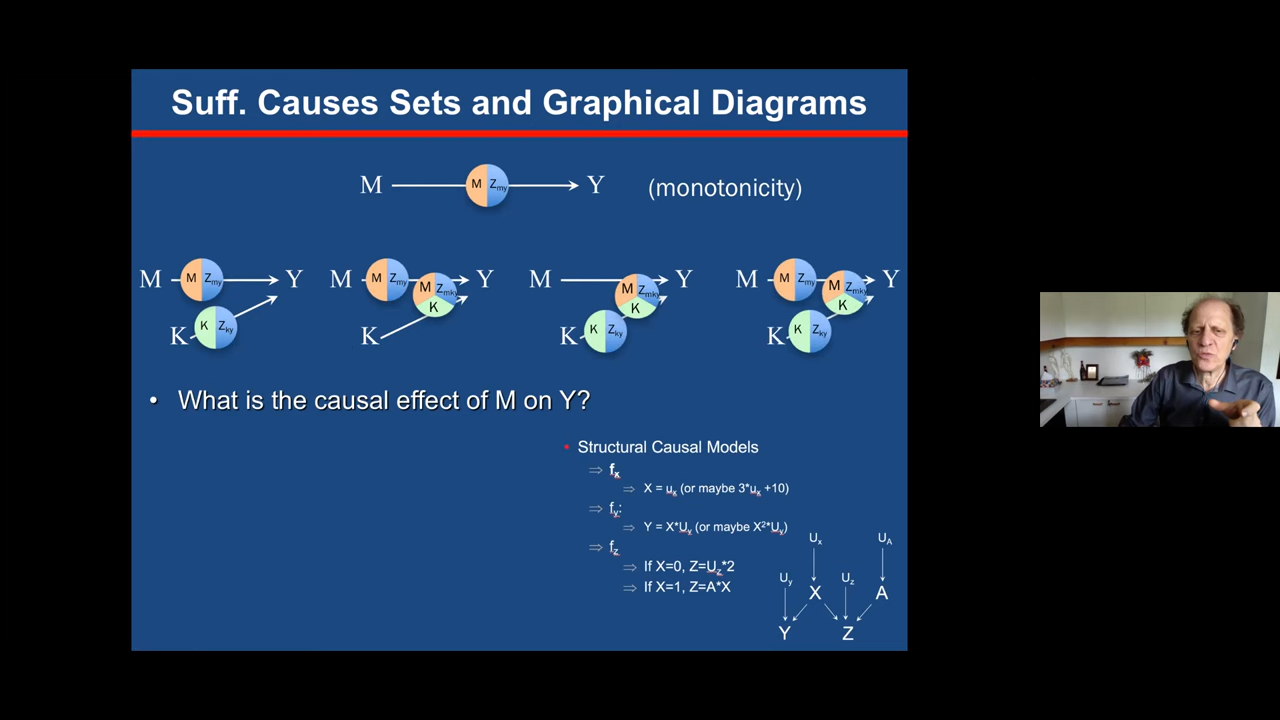 Suff. Causes Sets and Graphical Diagrams
M M Zmy Y (monotonicity)
M M Zmy Y M M Zmy M Zmky K Y M M Zmky K Y M M Zmy M Zmky K Y
K K Zky K K K Zky K K Zky
• What is the causal effect of M on Y?
• Structural Causal Models
⇒ fx
⇒ X = ux (or maybe 3*ux +10)
⇒ fy:
⇒ Y = X*Uy (or maybe X²*Uy)
⇒ fz
⇒ If X=0, Z=Uz*2
⇒ If X=1, Z=A*X
Ux UA
Uy Uz
X A
Y Z